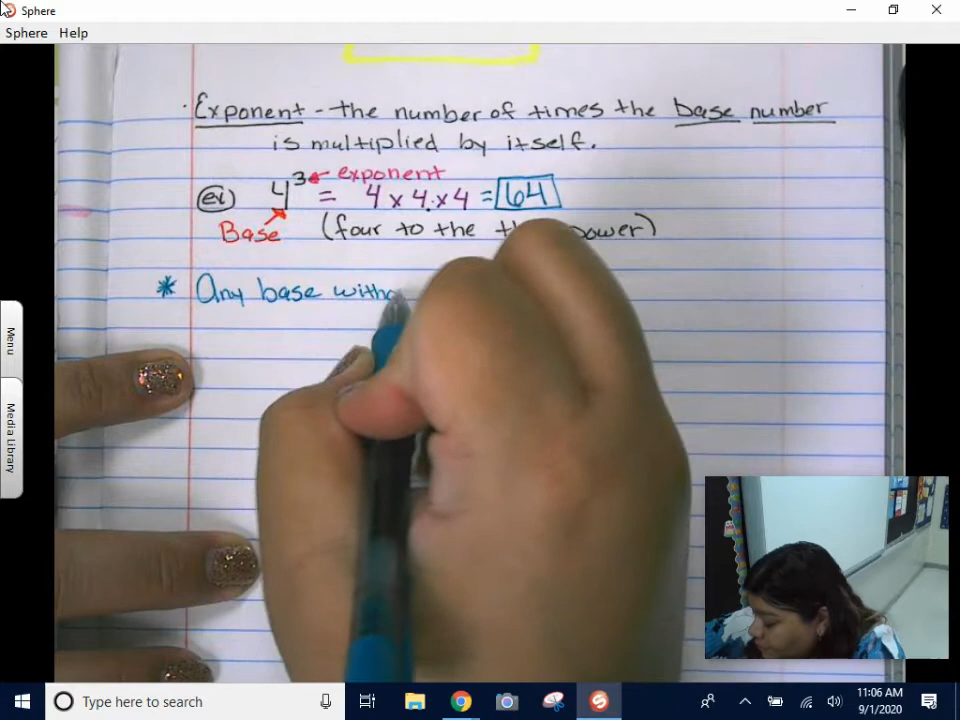 Sphere
Sphere Help
· Exponent - the number of times the base number
is multiplied by itself.
3 ← exponent
ex) 4 = 4 x 4 x 4 = 64
Base (four to the power)
* Any base
Menu
Media Library
Type here to search
11:06 AM
9/1/2020